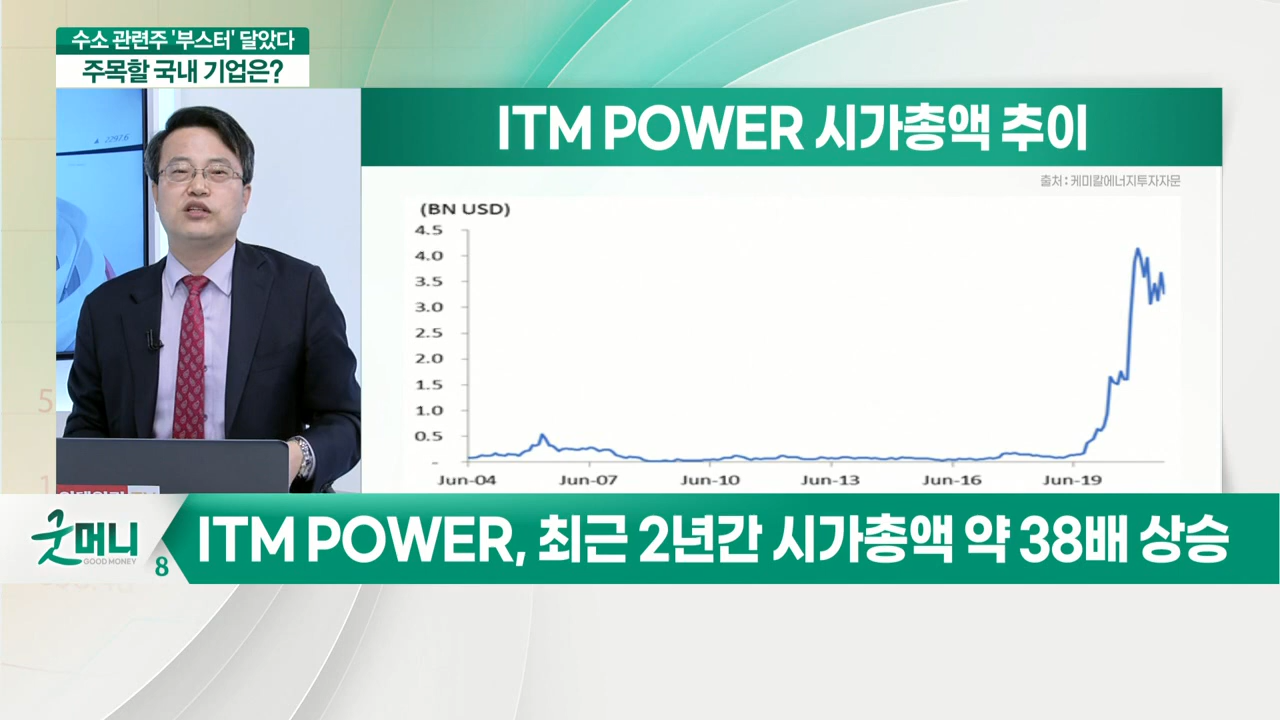 수소 관련주 '부스터' 달았다
주목할 국내 기업은?
▲ 2297.6
ITM POWER 시가총액 추이
출처 : 케미칼에너지투자자문
(BN USD)
4.5
4.0
3.5
3.0
2.5
2.0
1.5
1.0
0.5
-
Jun-04 Jun-07 Jun-10 Jun-13 Jun-16 Jun-19
굿머니
GOOD MONEY
8
ITM POWER, 최근 2년간 시가총액 약 38배 상승